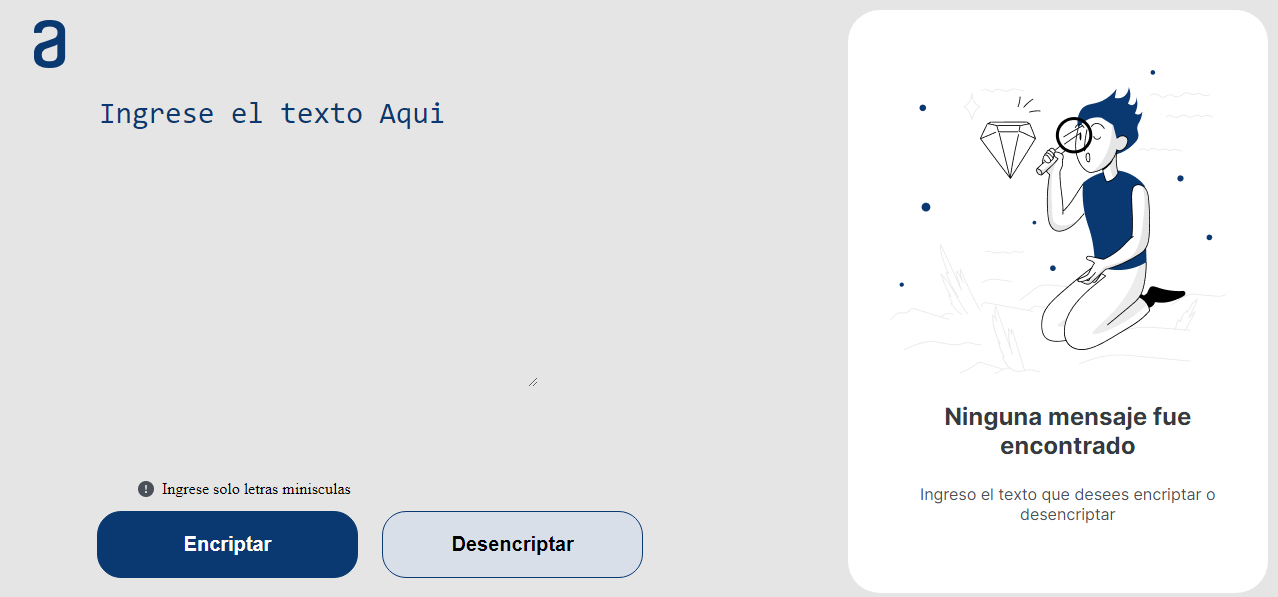 a
Ingrese el texto Aqui
Ingrese solo letras minisculas
Encriptar
Desencriptar
Ninguna mensaje fue
encontrado
Ingreso el texto que desees encriptar o
desencriptar